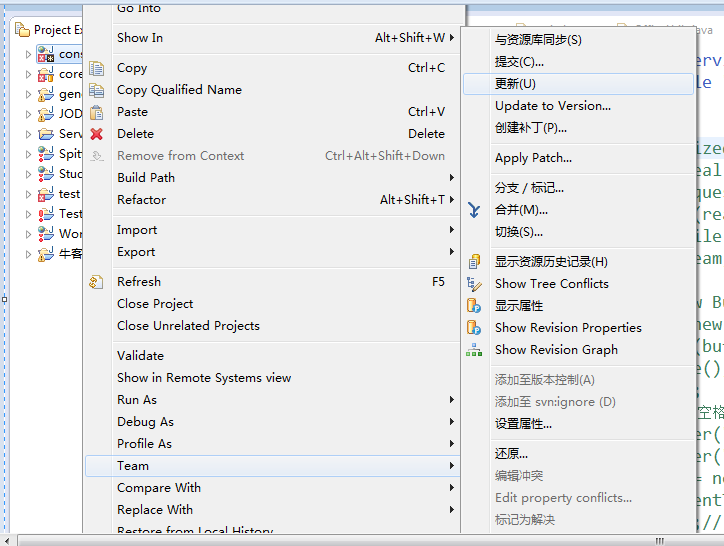 Go Into
Project Ex
Show In Alt+Shift+W
Copy Ctrl+C
Copy Qualified Name
Paste Ctrl+V
Delete Delete
Remove from Context Ctrl+Alt+Shift+Down
Build Path
Refactor Alt+Shift+T
Import
Export
Refresh F5
Close Project
Close Unrelated Projects
Validate
Show in Remote Systems view
Run As
Debug As
Profile As
Team
Compare With
Replace With
Restore from Local History
cons
core
gene
JOD
Serv
Spit
Stud
test
Test
Wor
牛客
与资源库同步(S)
提交(C)...
更新(U)
Update to Version...
创建补丁(P)...
Apply Patch...
分支 / 标记...
合并(M)...
切换(S)...
显示资源历史记录(H)
Show Tree Conflicts
显示属性
Show Revision Properties
Show Revision Graph
添加至版本控制(A)
添加至 svn:ignore (D)
设置属性...
还原...
编辑冲突
Edit property conflicts...
标记为解决
ava
erv
le
ized
eal
ques
(rea
ile
eam
w Bu
new
(but
e()
空格
er(
er(
= ne
ent
;//